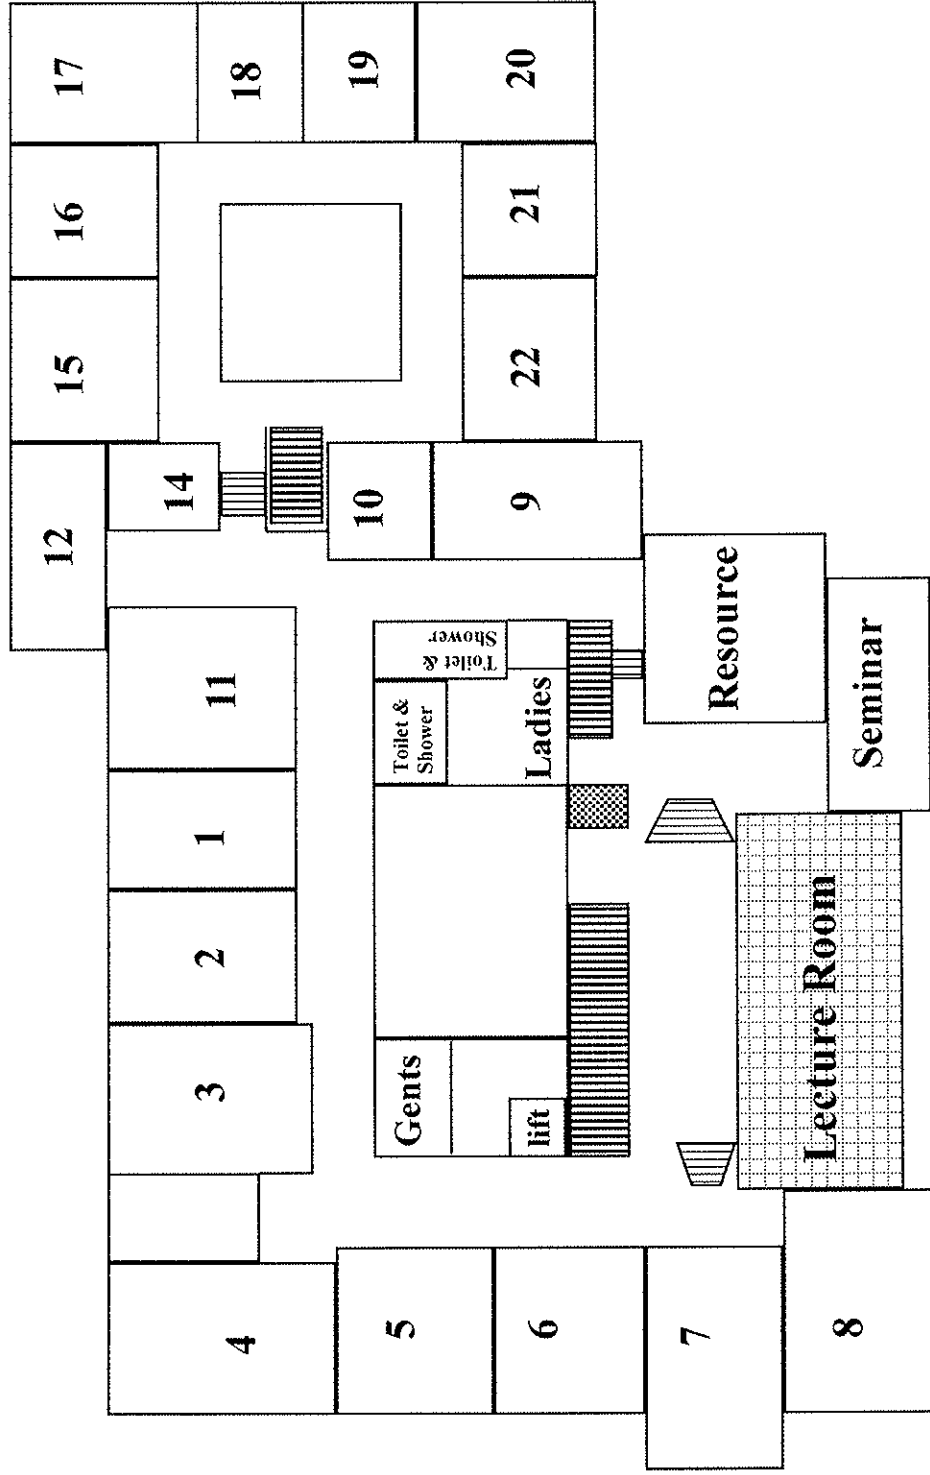 17
18
19
20
16
21
15
22
12
14
10
9
11
Toilet &
Shower
Toilet &
Shower
Ladies
Resource
Seminar
1
2
3
Gents
lift
Lecture Room
4
5
6
7
8